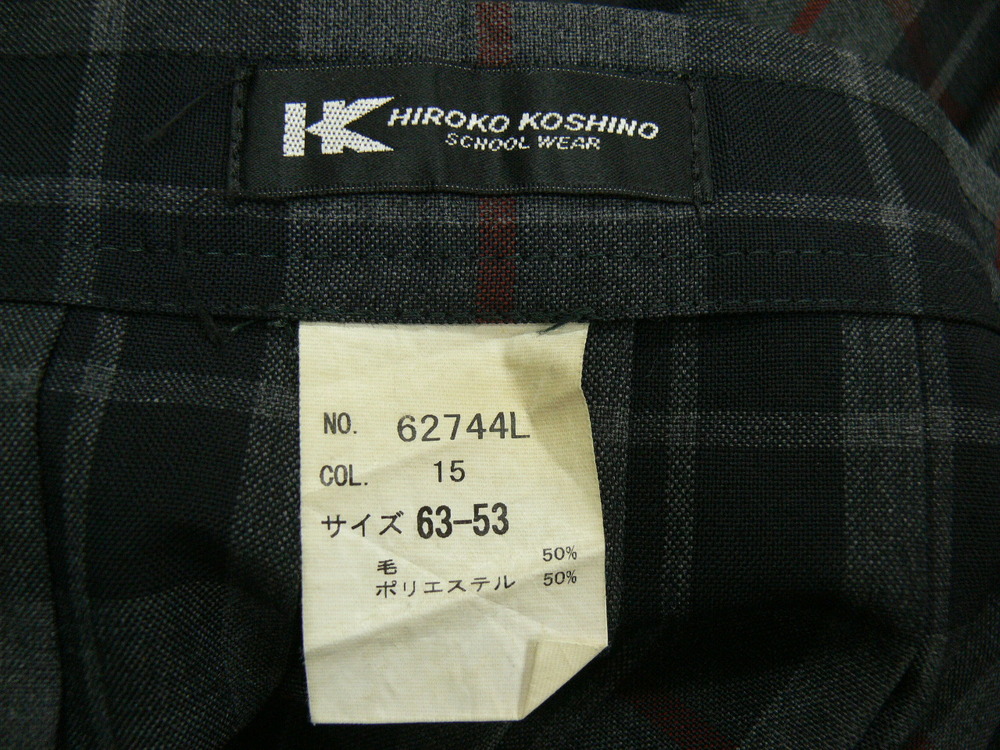 HK HIROKO KOSHINO
SCHOOL WEAR
NO. 62744L
COL. 15
サイズ 63-53
毛 50%
ポリエステル 50%